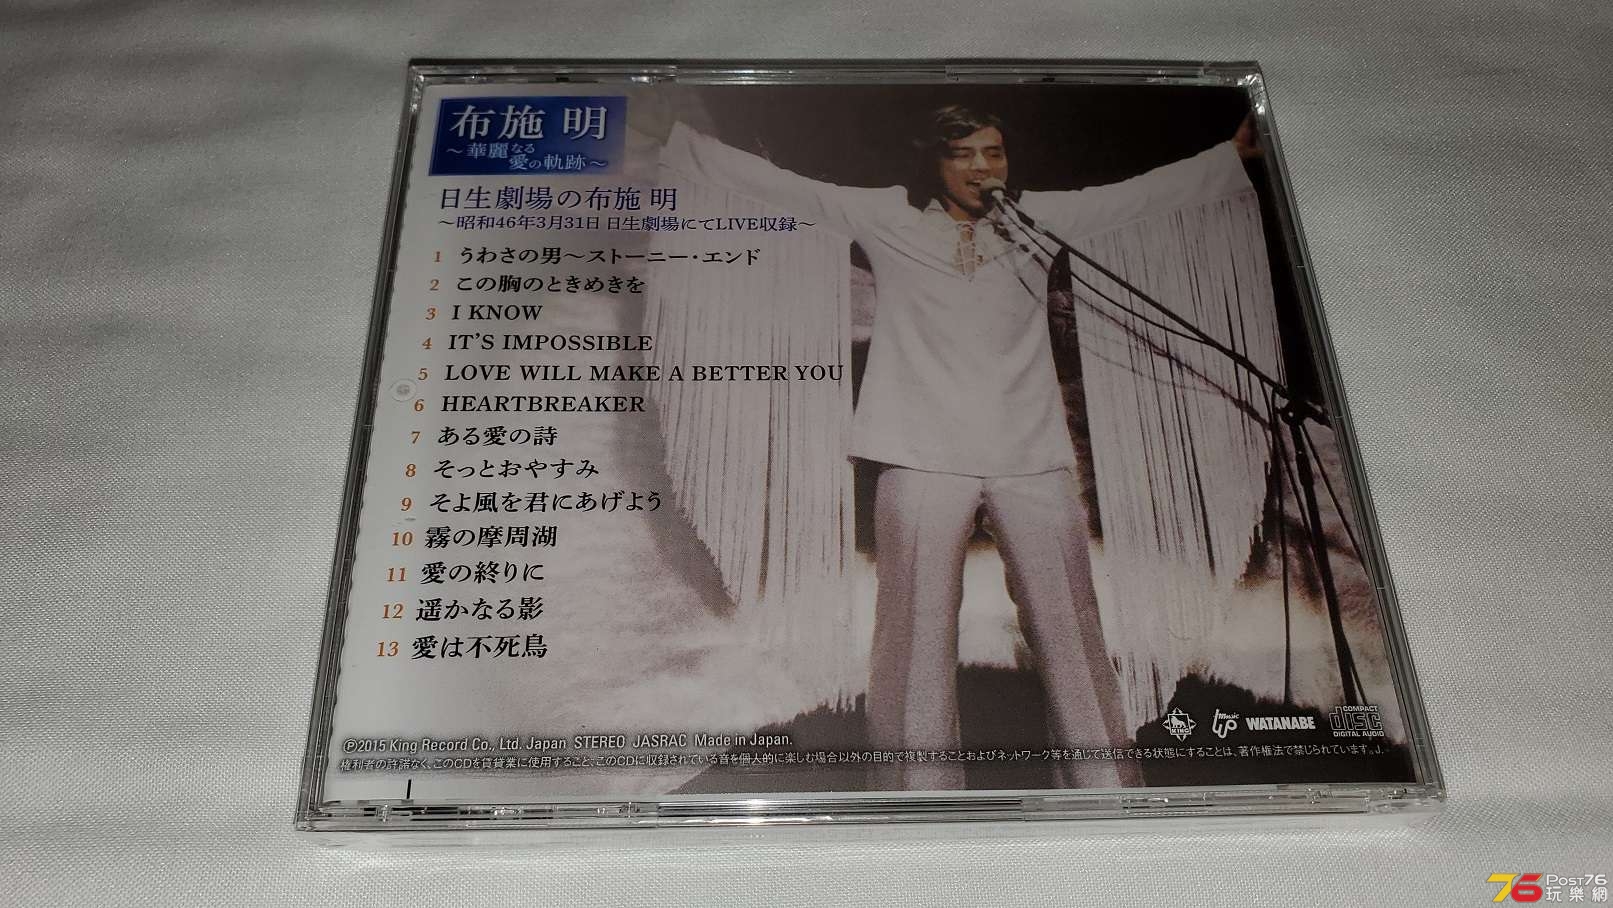 布施 明
～華麗なる
愛の軌跡～
日生劇場の布施 明
～昭和46年3月31日 日生劇場にてLIVE収録～
1 うわさの男～ストーニー・エンド
2 この胸のときめきを
3 I KNOW
4 IT'S IMPOSSIBLE
5 LOVE WILL MAKE A BETTER YOU
6 HEARTBREAKER
7 ある愛の詩
8 そっとおやすみ
9 そよ風を君にあげよう
10 霧の摩周湖
11 愛の終りに
12 遥かなる影
13 愛は不死鳥
KING
music up
WATANABE
COMPACT
disc
DIGITAL AUDIO
℗2015 King Record Co., Ltd. Japan STEREO JASRAC Made in Japan.
権利者の許諾なく、このCDを賃貸業に使用すること、このCDに収録されている音を個人的に楽しむ場合以外の目的で複製することおよびネットワーク等を通じて送信できる状態にすることは、著作権法で禁じられています。J.
76 POST76
玩樂網